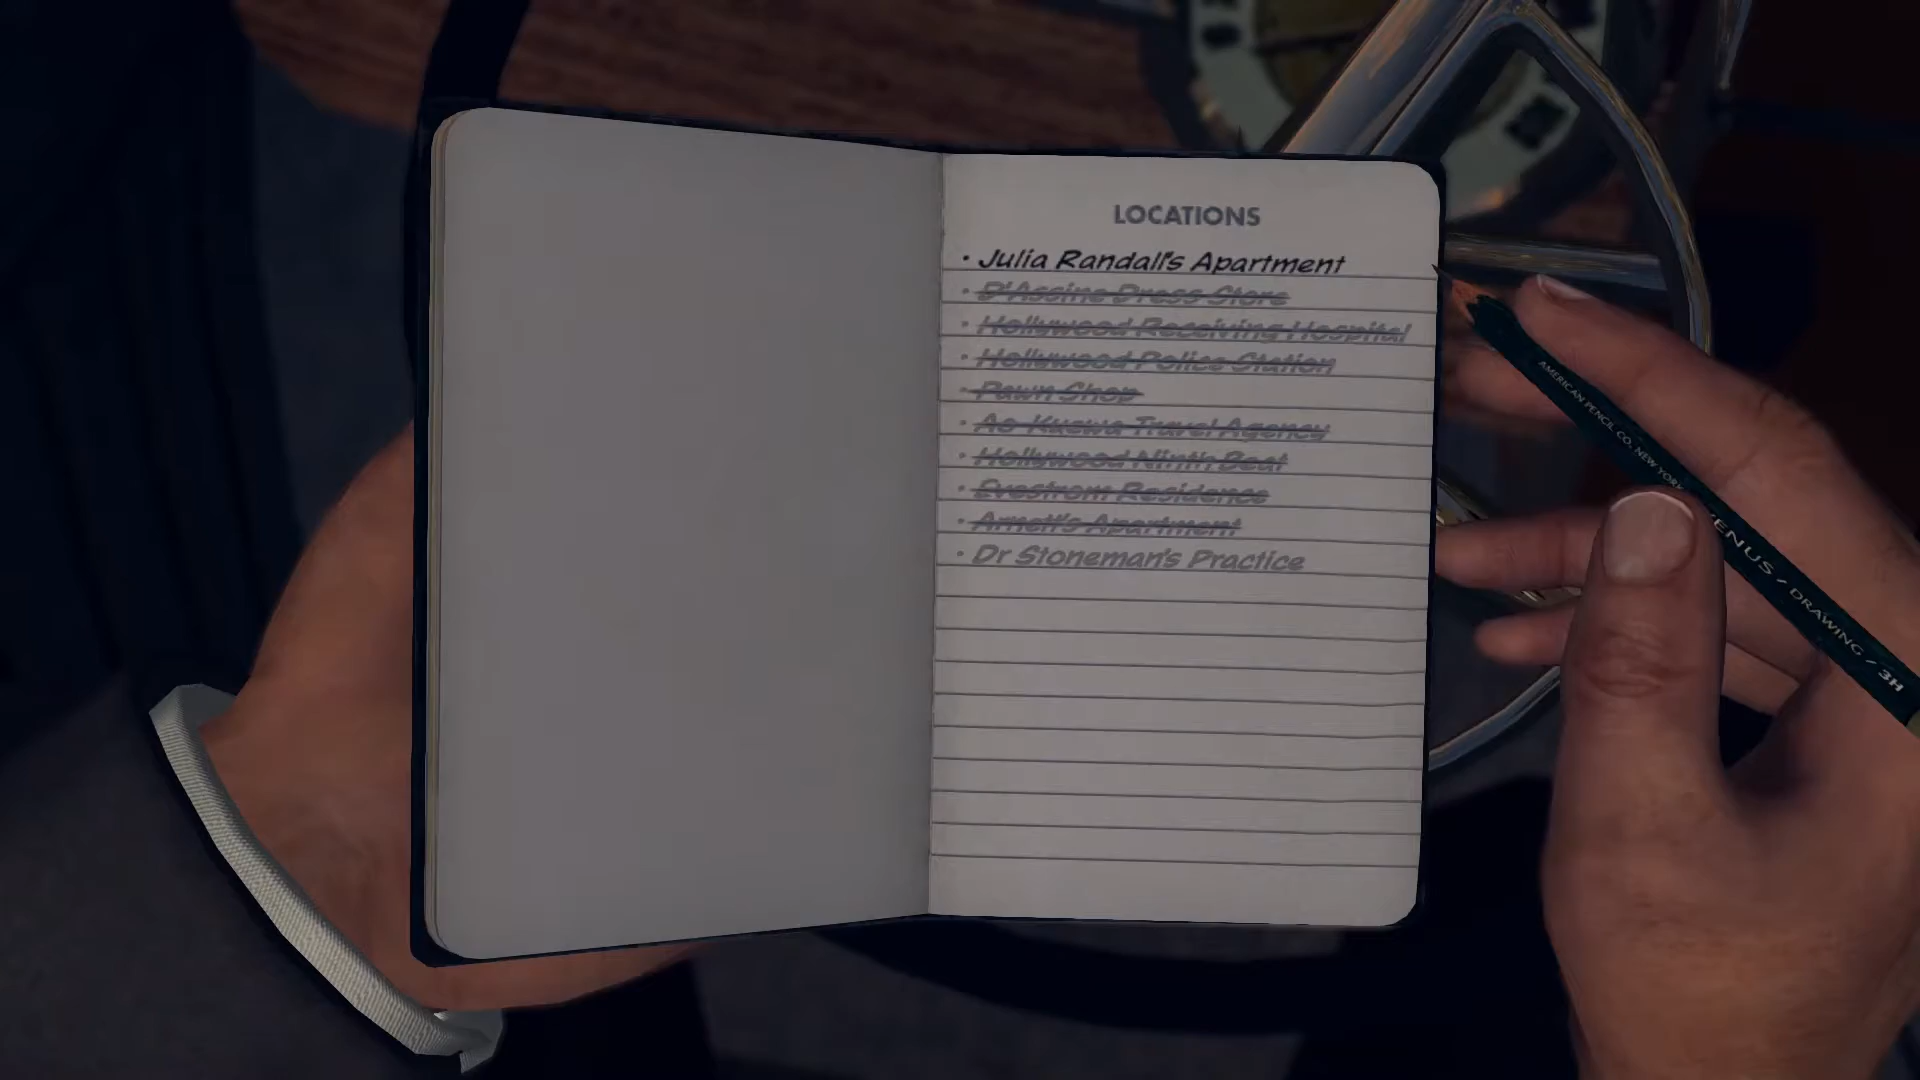 LOCATIONS
• Julia Randall's Apartment
• D'Assine Dress Store
• Hollywood Receiving Hospital
• Hollywood Police Station
• Pawn Shop
• Ao Kuewa Travel Agency
• Hollywood Ninth Beat
• Evestrom Residence
• Arnett's Apartment
• Dr Stoneman's Practice
AMERICAN PENCIL CO. NEW YORK VENUS / DRAWING / 3H